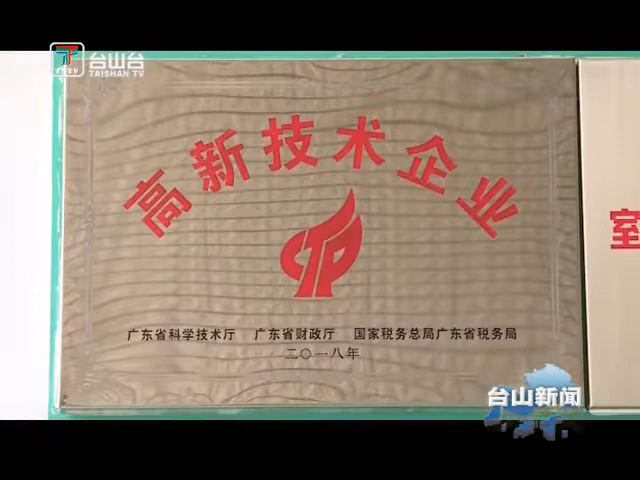 台山台
TAISHAN TV
高新技术企业
室
广东省科学技术厅 广东省财政厅 国家税务总局广东省税务局
二〇一八年
台山新闻